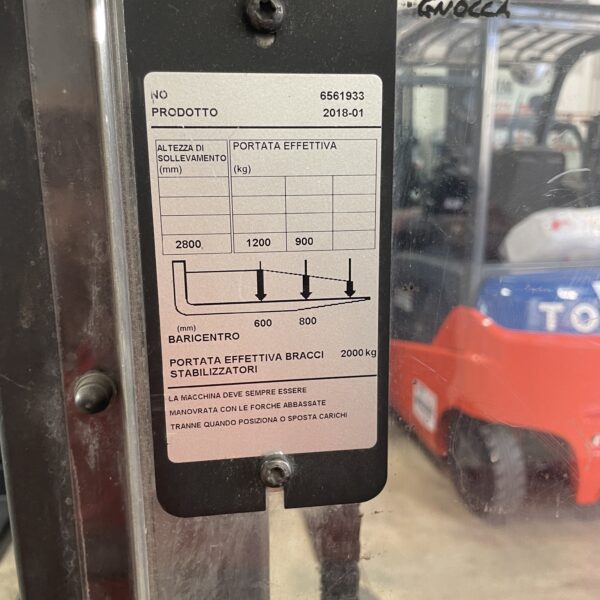 GNOCCA
NO 6561933
PRODOTTO 2018-01
ALTEZZA DI SOLLEVAMENTO (mm)
PORTATA EFFETTIVA (kg)
2800 1200 900
(mm) 600 800
BARICENTRO
PORTATA EFFETTIVA BRACCI 2000 kg
STABILIZZATORI
LA MACCHINA DEVE SEMPRE ESSERE
MANOVRATA CON LE FORCHE ABBASSATE
TRANNE QUANDO POSIZIONA O SPOSTA CARICHI
TO